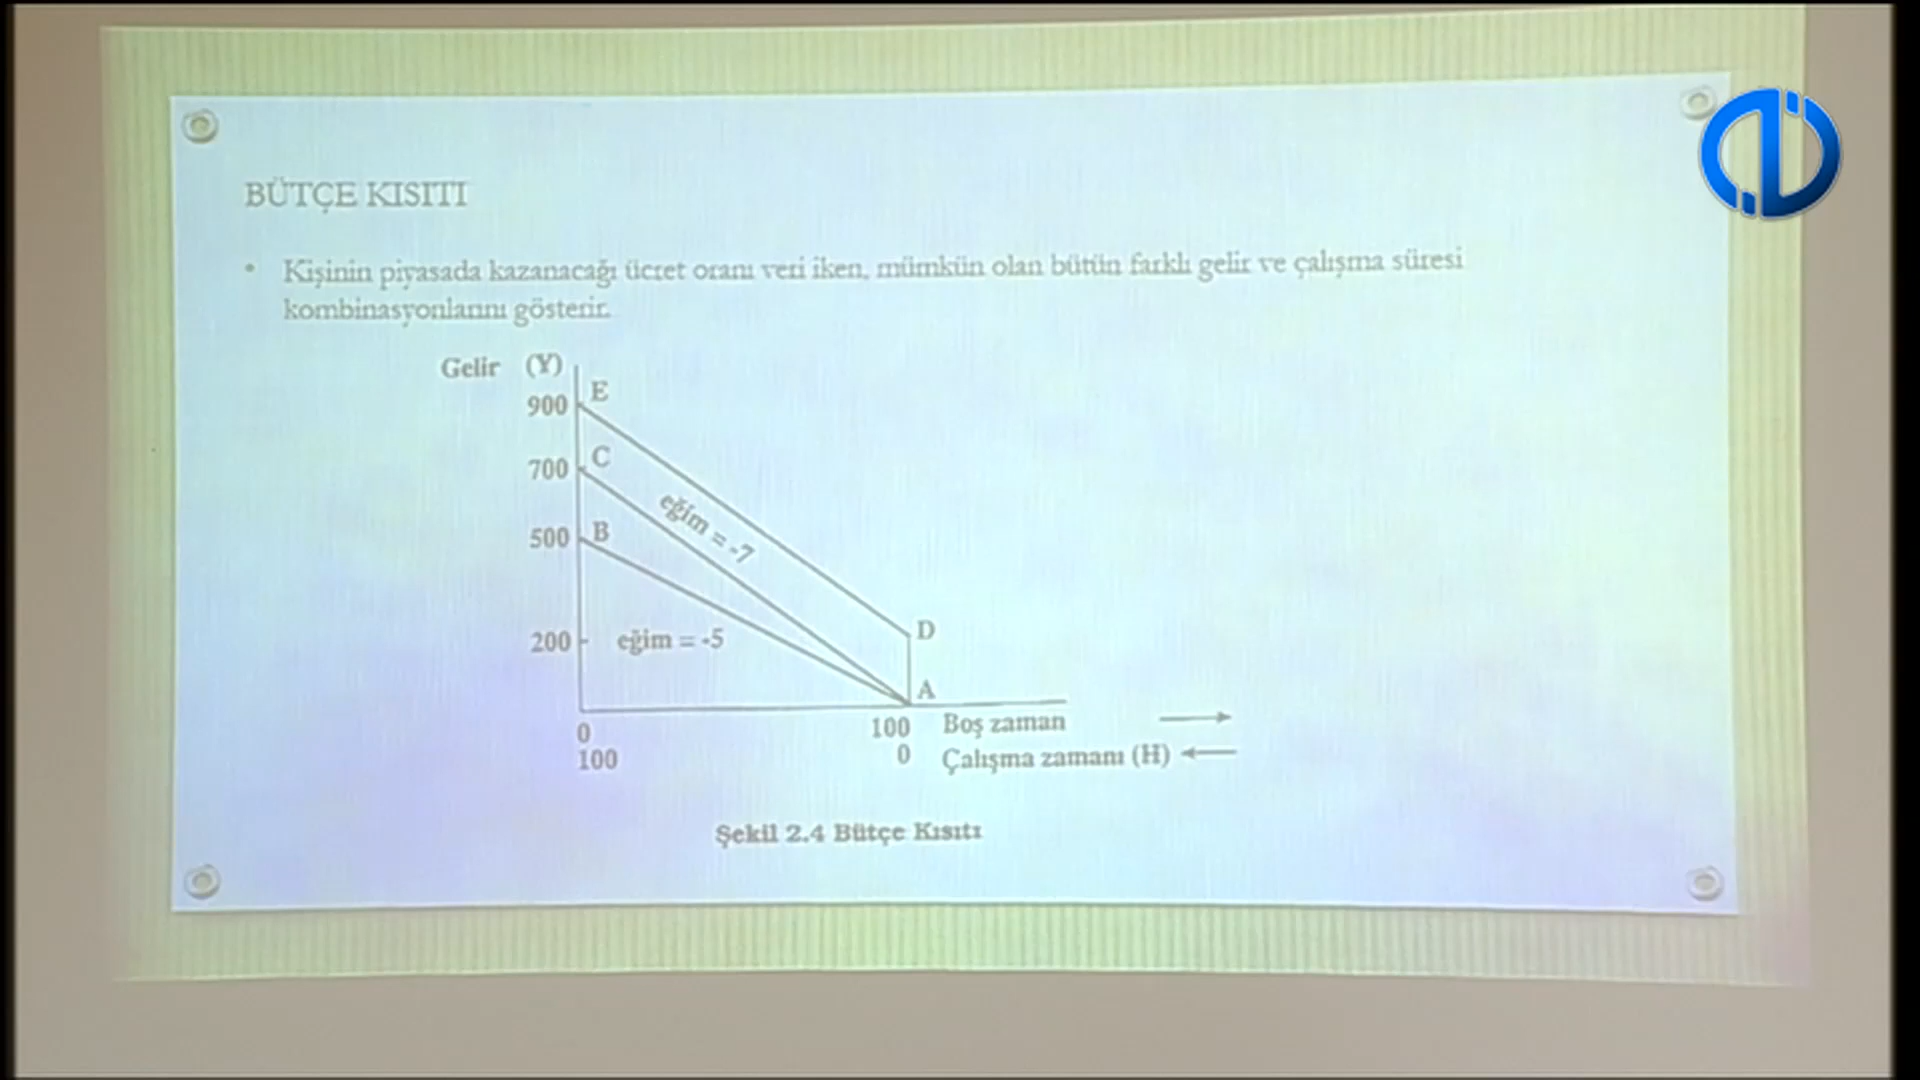 BÜTÇE KISITI
• Kişinin piyasada kazanacağı ücret oranı veri iken, mümkün olan bütün farklı gelir ve çalışma süresi
kombinasyonlarını gösterir.
Gelir (Y)
E
900
C
700
eğim = -7
500 B
D
200 eğim = -5
A
0 100 Boş zaman
100 0 Çalışma zamanı (H)
Şekil 2.4 Bütçe Kısıtı